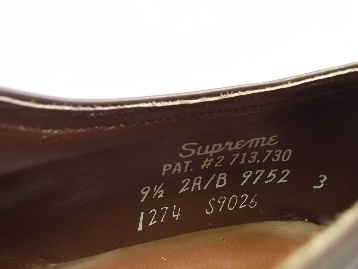 Supreme
PAT. #2 713.730
9½ 2A/B 9752 3
1274 S9026